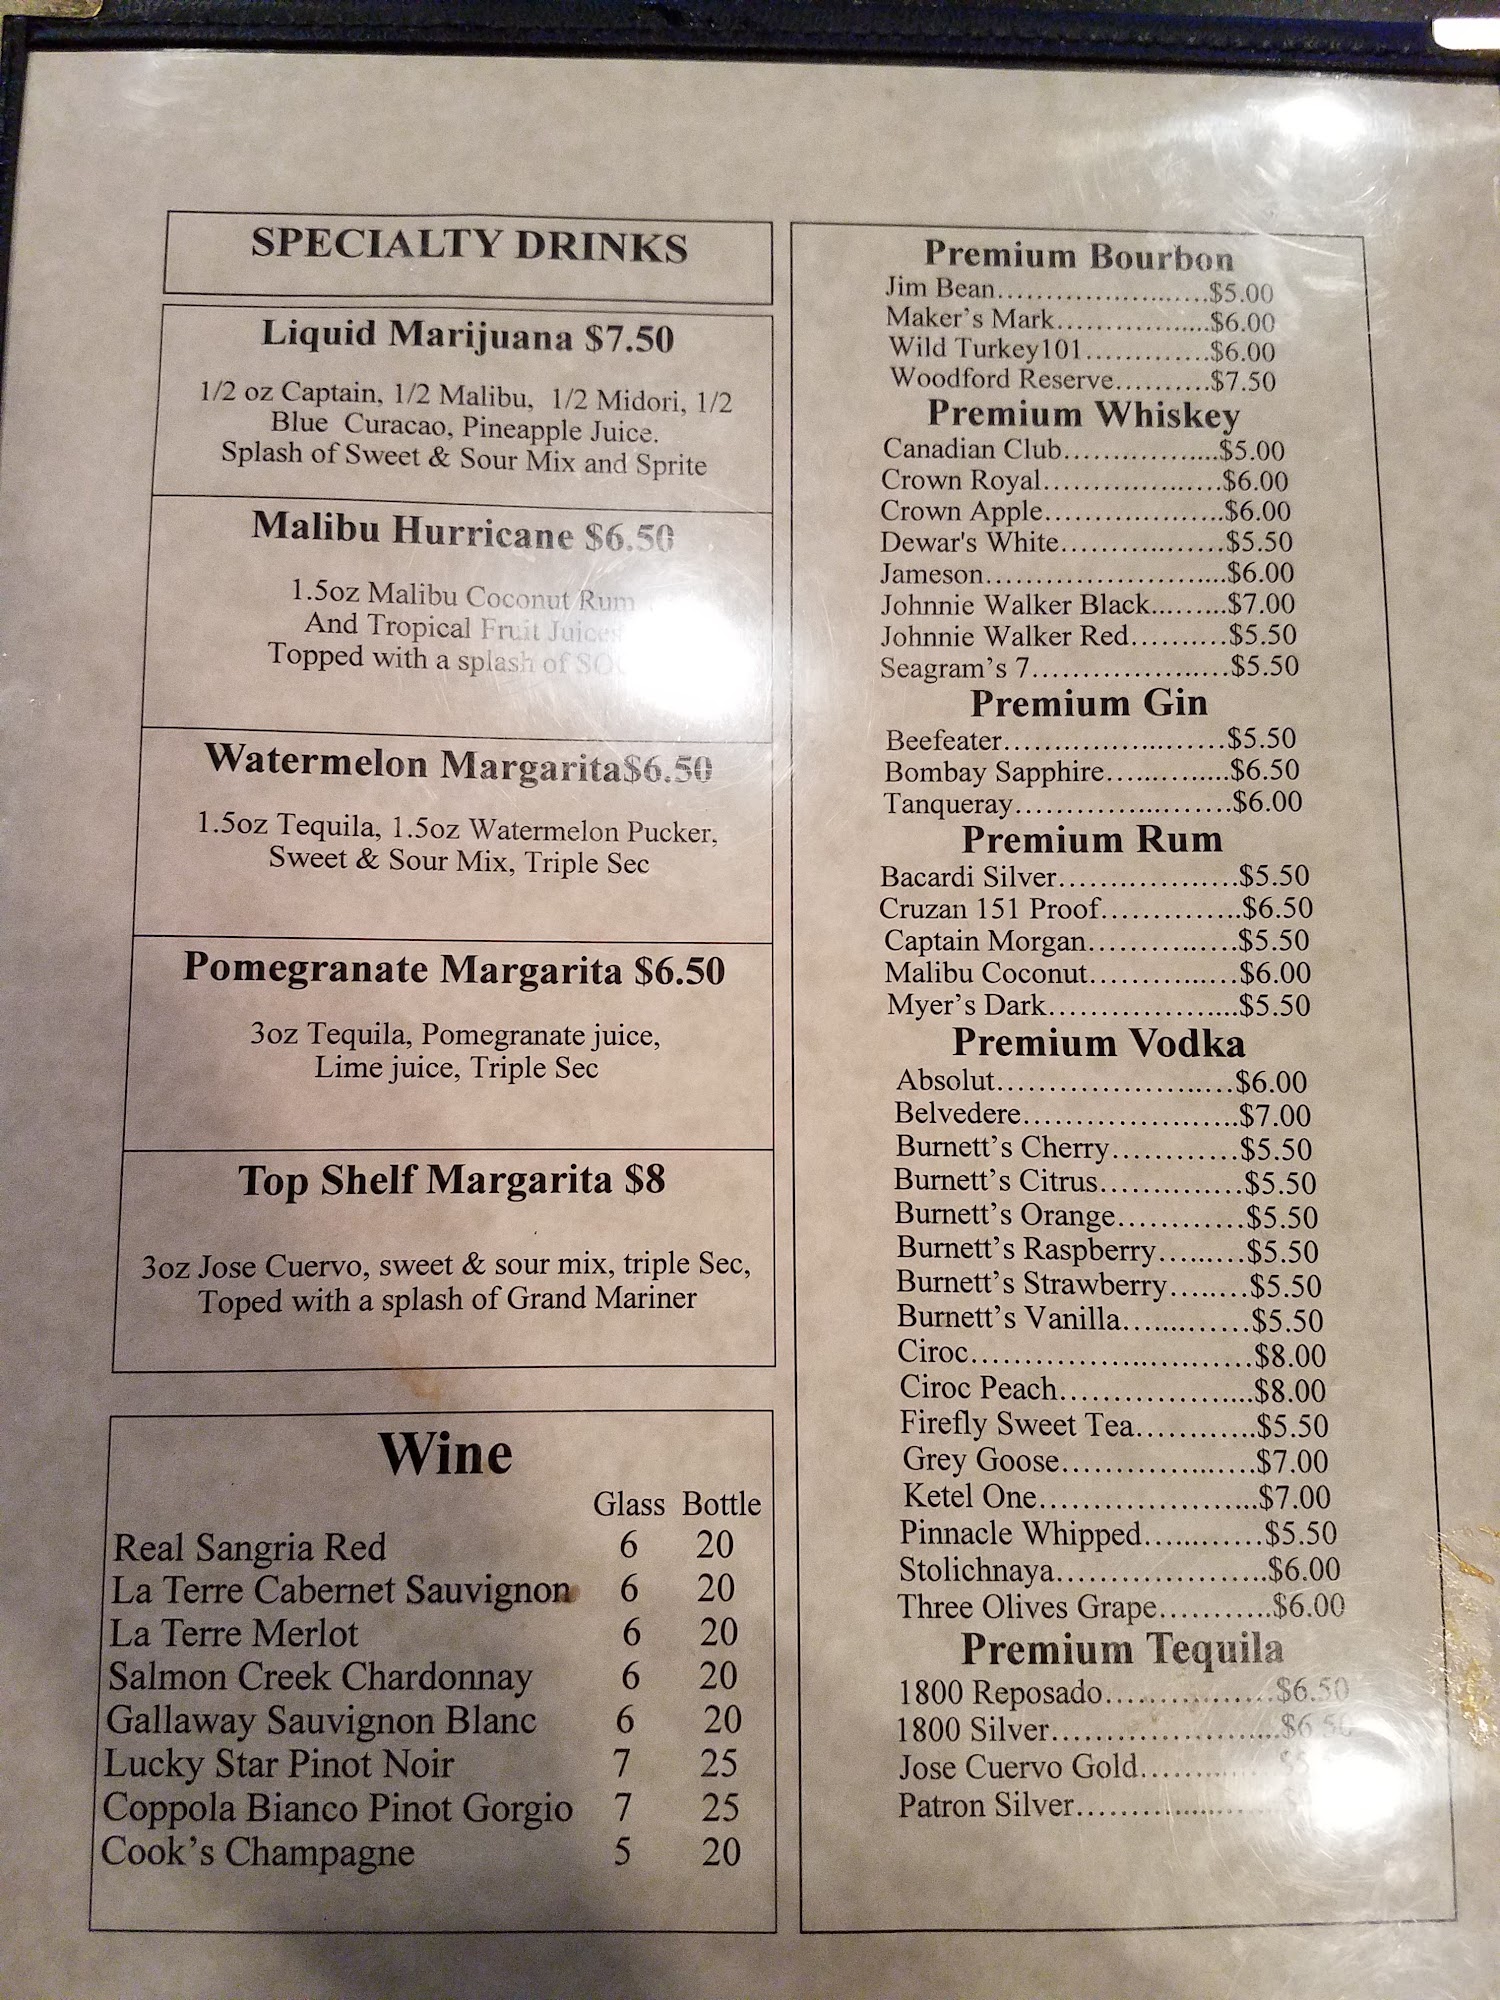 SPECIALTY DRINKS
Liquid Marijuana $7.50
1/2 oz Captain, 1/2 Malibu, 1/2 Midori, 1/2
Blue Curacao, Pineapple Juice.
Splash of Sweet & Sour Mix and Sprite
Malibu Hurricane $6.50
1.5oz Malibu Coconut Rum
And Tropical Fruit Juices
Topped with a splash of
Watermelon Margarita$6.50
1.5oz Tequila, 1.5oz Watermelon Pucker,
Sweet & Sour Mix, Triple Sec
Pomegranate Margarita $6.50
3oz Tequila, Pomegranate juice,
Lime juice, Triple Sec
Top Shelf Margarita $8
3oz Jose Cuervo, sweet & sour mix, triple Sec,
Toped with a splash of Grand Mariner
Wine
Glass Bottle
Real Sangria Red 6 20
La Terre Cabernet Sauvignon 6 20
La Terre Merlot 6 20
Salmon Creek Chardonnay 6 20
Gallaway Sauvignon Blanc 6 20
Lucky Star Pinot Noir 7 25
Coppola Bianco Pinot Gorgio 7 25
Cook's Champagne 5 20
Premium Bourbon
Jim Bean..........................$5.00
Maker's Mark...................$6.00
Wild Turkey101...............$6.00
Woodford Reserve..........$7.50
Premium Whiskey
Canadian Club..................$5.00
Crown Royal.....................$6.00
Crown Apple.....................$6.00
Dewar's White..................$5.50
Jameson............................$6.00
Johnnie Walker Black.........$7.00
Johnnie Walker Red..........$5.50
Seagram's 7......................$5.50
Premium Gin
Beefeater..........................$5.50
Bombay Sapphire..............$6.50
Tanqueray........................$6.00
Premium Rum
Bacardi Silver....................$5.50
Cruzan 151 Proof...............$6.50
Captain Morgan.................$5.50
Malibu Coconut.................$6.00
Myer's Dark......................$5.50
Premium Vodka
Absolut............................$6.00
Belvedere.........................$7.00
Burnett's Cherry..............$5.50
Burnett's Citrus................$5.50
Burnett's Orange..............$5.50
Burnett's Raspberry..........$5.50
Burnett's Strawberry.........$5.50
Burnett's Vanilla...............$5.50
Ciroc................................$8.00
Ciroc Peach.......................$8.00
Firefly Sweet Tea.............$5.50
Grey Goose.......................$7.00
Ketel One.........................$7.00
Pinnacle Whipped.............$5.50
Stolichnaya......................$6.00
Three Olives Grape...........$6.00
Premium Tequila
1800 Reposado.................$6.50
1800 Silver.......................$6.50
Jose Cuervo Gold.............
Patron Silver....................